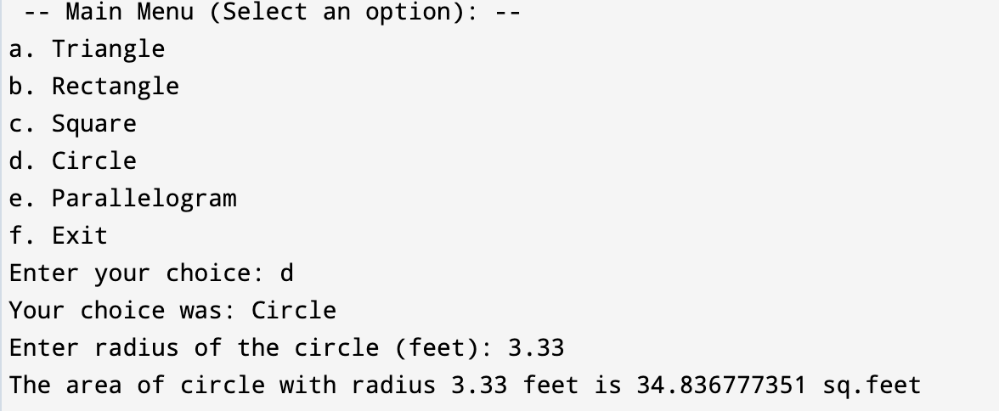 -- Main Menu (Select an option): --
a. Triangle
b. Rectangle
c. Square
d. Circle
e. Parallelogram
f. Exit
Enter your choice: d
Your choice was: Circle
Enter radius of the circle (feet): 3.33
The area of circle with radius 3.33 feet is 34.836777351 sq.feet